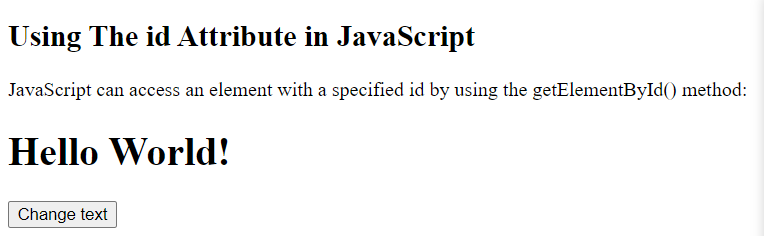 Using The id Attribute in JavaScript
JavaScript can access an element with a specified id by using the getElementById() method:
Hello World!
Change text